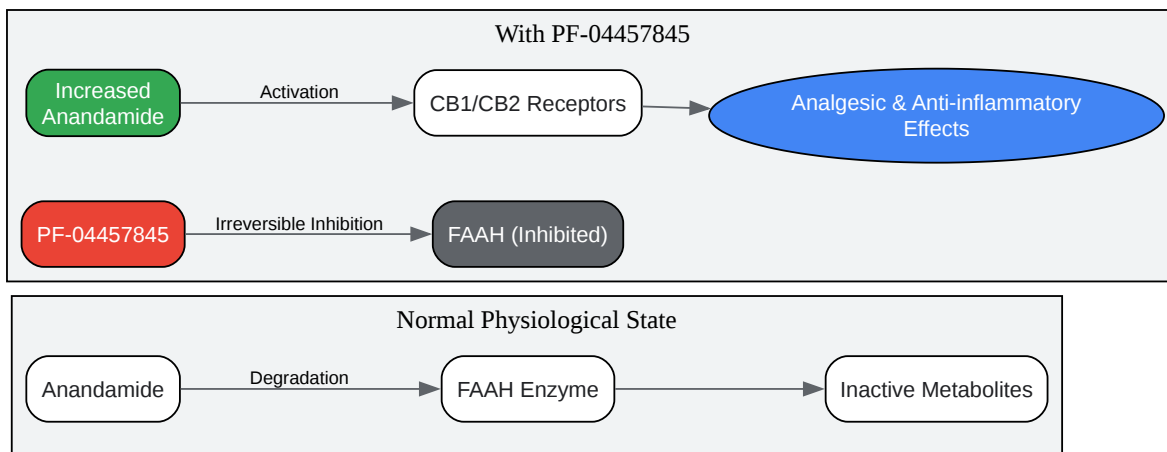 With PF-04457845
Increased
Anandamide
Activation
CB1/CB2 Receptors
Analgesic & Anti-inflammatory
Effects
PF-04457845
Irreversible Inhibition
FAAH (Inhibited)
Normal Physiological State
Anandamide
Degradation
FAAH Enzyme
Inactive Metabolites